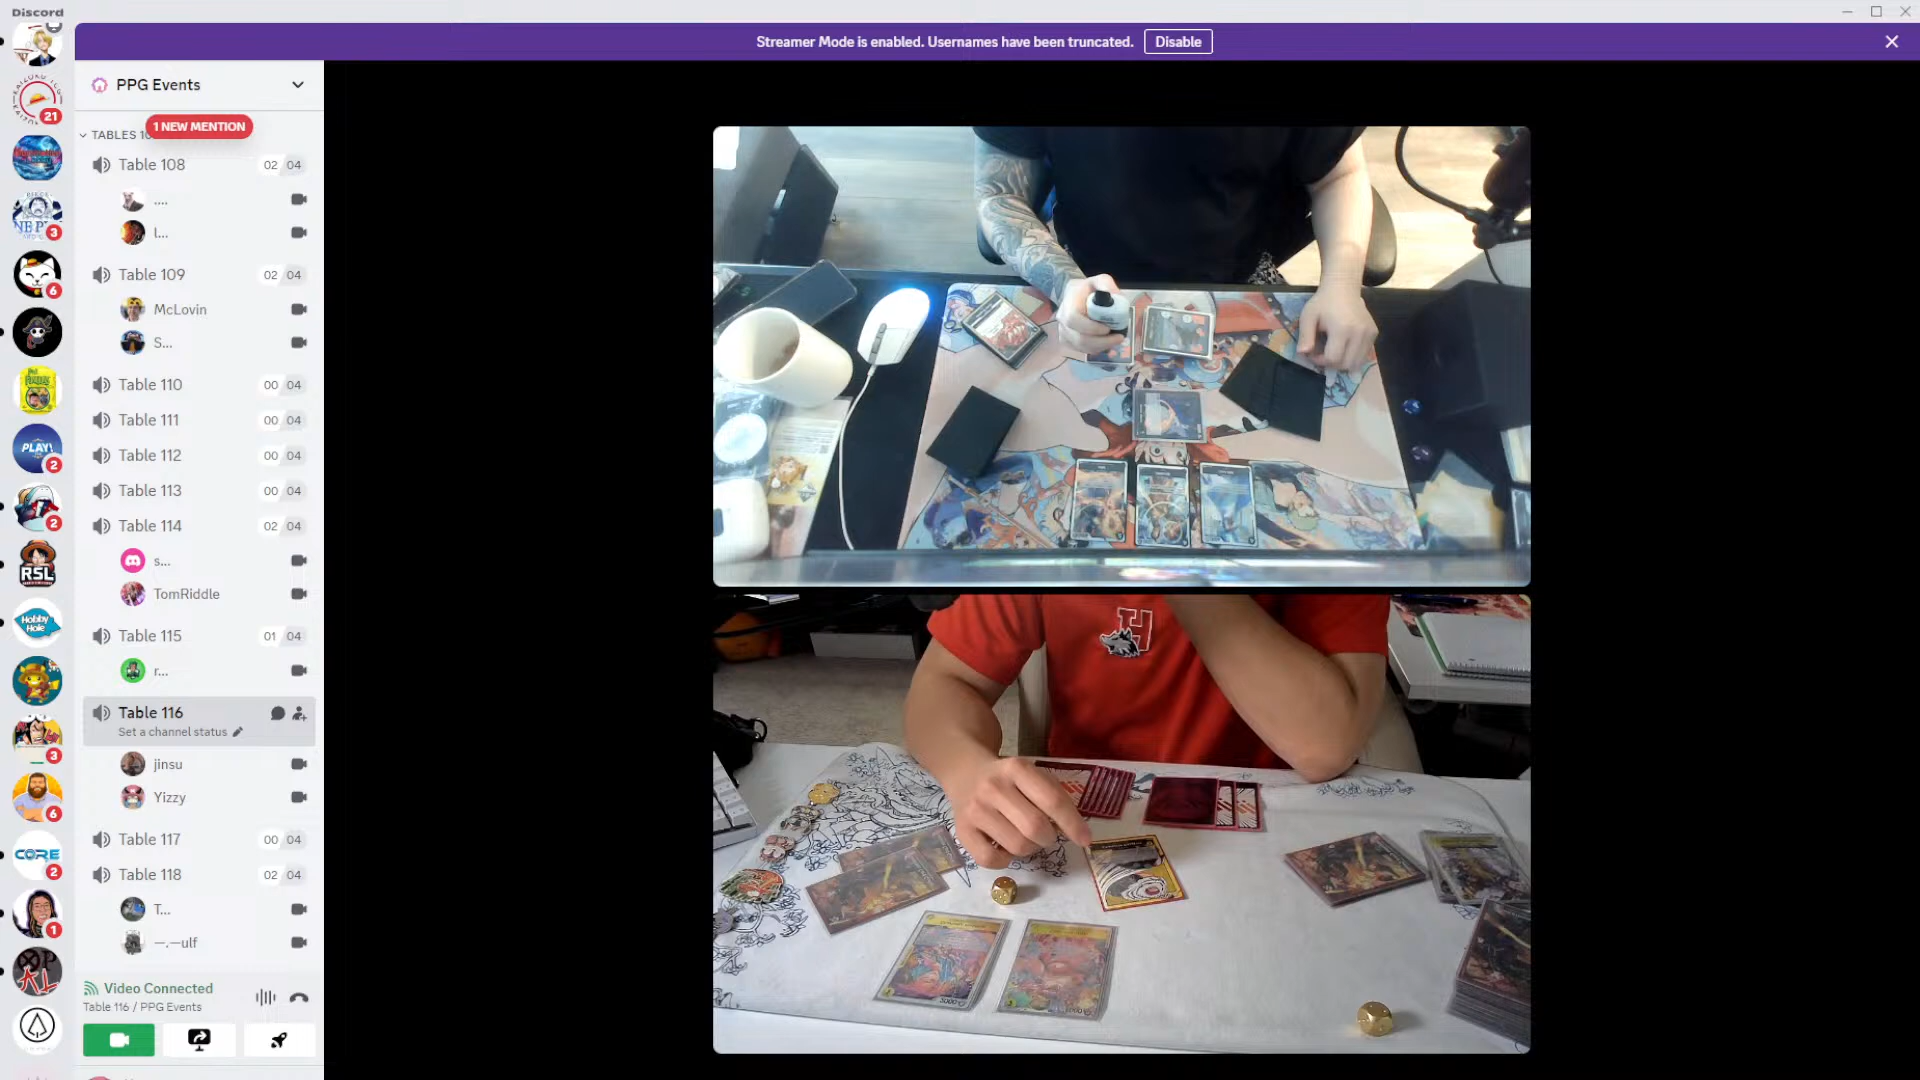 Discord
Streamer Mode is enabled. Usernames have been truncated.
Disable
PPG Events
1 NEW MENTION
TABLES 10
Table 108
02 04
....
l...
Table 109
02 04
McLovin
S...
Table 110
00 04
Table 111
00 04
Table 112
00 04
Table 113
00 04
Table 114
02 04
s...
TomRiddle
Table 115
01 04
r...
Table 116
Set a channel status
jinsu
Yizzy
Table 117
00 04
Table 118
02 04
T...
—.—ulf
Video Connected
Table 116 / PPG Events
21
3
6
PLAY!
2
2
RSL
Hobby
Hole
3
6
CORE
2
1
H
5000